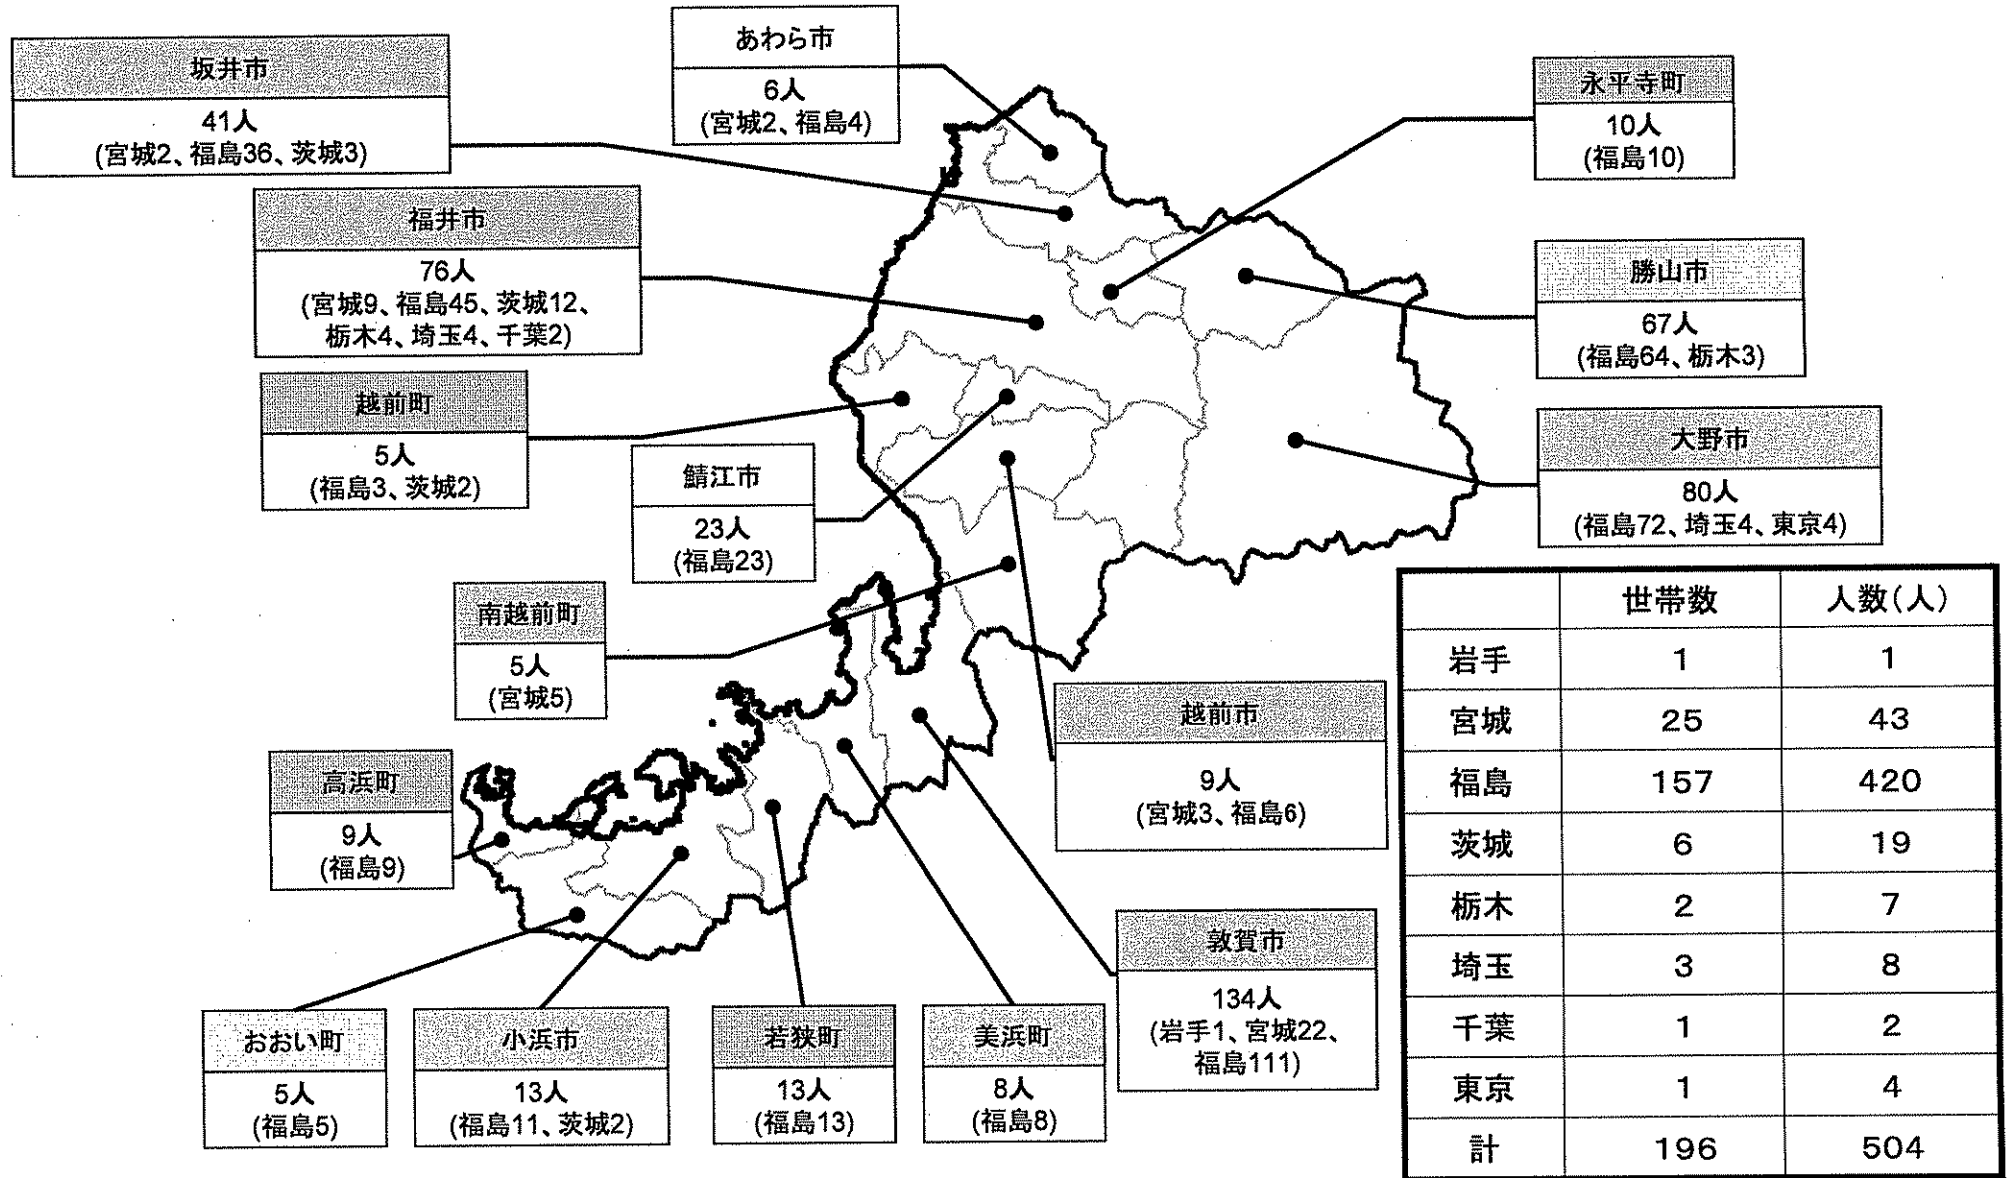 坂井市
41人
(宮城2、福島36、茨城3)
あわら市
6人
(宮城2、福島4)
永平寺町
10人
(福島10)
福井市
76人
(宮城9、福島45、茨城12、
栃木4、埼玉4、千葉2)
勝山市
67人
(福島64、栃木3)
越前町
5人
(福島3、茨城2)
鯖江市
23人
(福島23)
大野市
80人
(福島72、埼玉4、東京4)
南越前町
5人
(宮城5)
越前市
9人
(宮城3、福島6)
高浜町
9人
(福島9)
敦賀市
134人
(岩手1、宮城22、
福島111)
おおい町
5人
(福島5)
小浜市
13人
(福島11、茨城2)
若狭町
13人
(福島13)
美浜町
8人
(福島8)
世帯数 人数(人)
岩手 1 1
宮城 25 43
福島 157 420
茨城 6 19
栃木 2 7
埼玉 3 8
千葉 1 2
東京 1 4
計 196 504